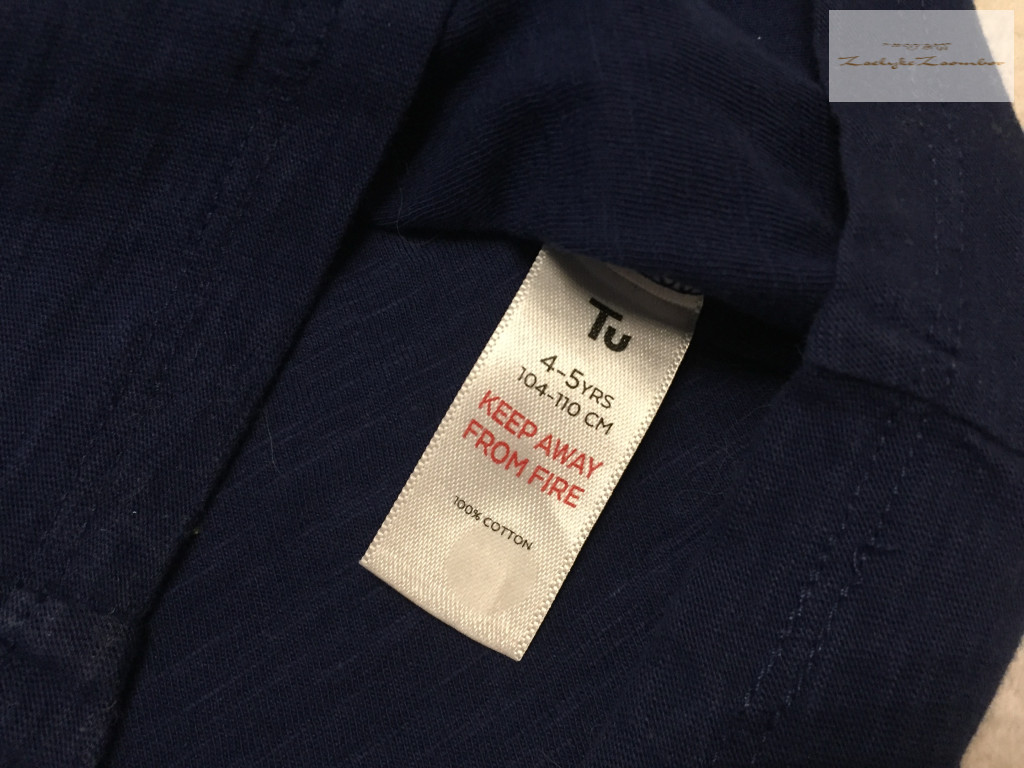 Tu
4-5YRS
104-110 CM
KEEP AWAY
FROM FIRE
100% COTTON